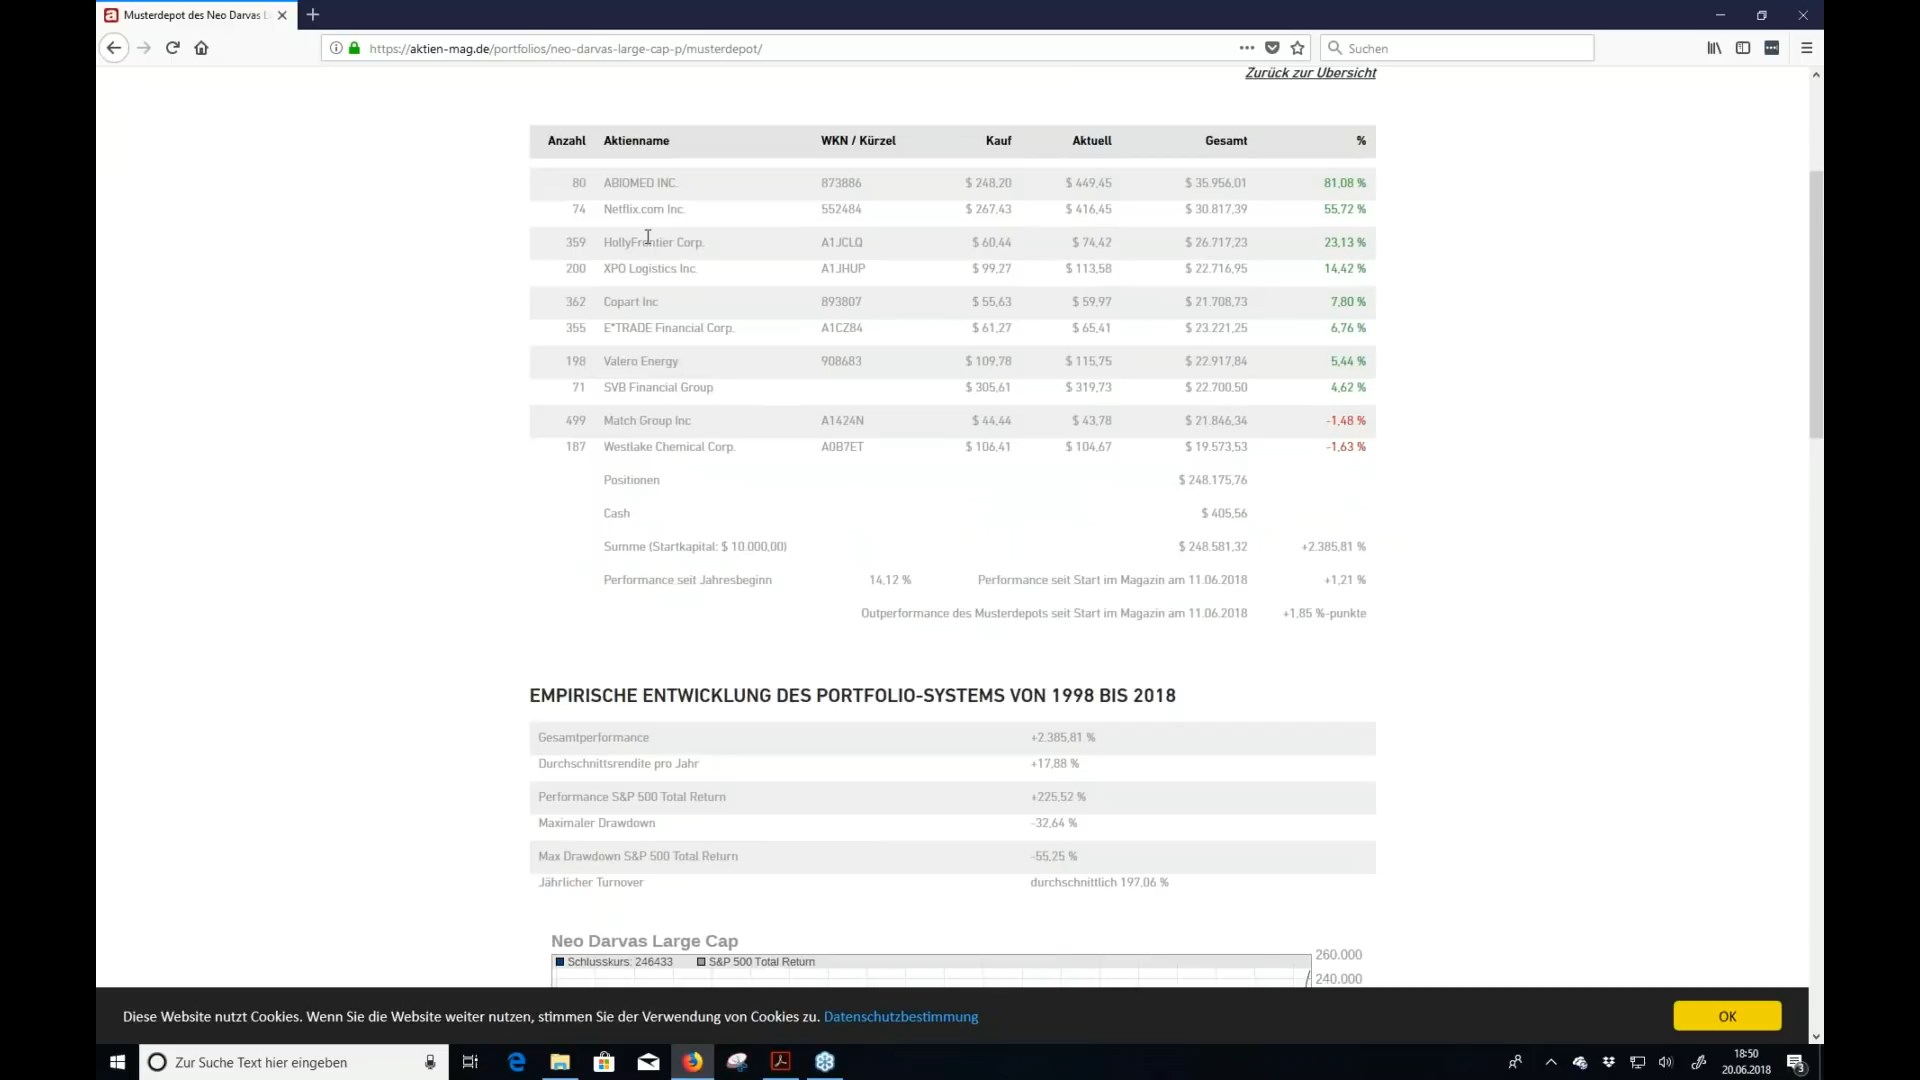 Musterdepot des Neo Darvas L
https://aktien-mag.de/portfolios/neo-darvas-large-cap-p/musterdepot/
Suchen
Zurück zur Übersicht
Anzahl Aktienname WKN / Kürzel Kauf Aktuell Gesamt %
80 ABIOMED INC. 873886 $ 248,20 $ 449,45 $ 35.956,01 81,08 %
74 Netflix.com Inc. 552484 $ 267,43 $ 416,45 $ 30.817,39 55,72 %
359 HollyFrontier Corp. A1JCLQ $ 60,44 $ 74,42 $ 26.717,23 23,13 %
200 XPO Logistics Inc. A1JHUP $ 99,27 $ 113,58 $ 22.716,95 14,42 %
362 Copart Inc 893807 $ 55,63 $ 59,97 $ 21.708,73 7,80 %
355 E*TRADE Financial Corp. A1CZ84 $ 61,27 $ 65,41 $ 23.221,25 6,76 %
198 Valero Energy 908683 $ 109,78 $ 115,75 $ 22.917,84 5,44 %
71 SVB Financial Group $ 305,61 $ 319,73 $ 22.700,50 4,62 %
499 Match Group Inc A1424N $ 44,44 $ 43,78 $ 21.846,34 -1,48 %
187 Westlake Chemical Corp. A0B7ET $ 106,41 $ 104,67 $ 19.573,53 -1,63 %
Positionen $ 248.175,76
Cash $ 405,56
Summe (Startkapital: $ 10.000,00) $ 248.581,32 +2.385,81 %
Performance seit Jahresbeginn 14,12 % Performance seit Start im Magazin am 11.06.2018 +1,21 %
Outperformance des Musterdepots seit Start im Magazin am 11.06.2018 +1,85 %-punkte
EMPIRISCHE ENTWICKLUNG DES PORTFOLIO-SYSTEMS VON 1998 BIS 2018
Gesamtperformance +2.385,81 %
Durchschnittsrendite pro Jahr +17,88 %
Performance S&P 500 Total Return +225,52 %
Maximaler Drawdown -32,64 %
Max Drawdown S&P 500 Total Return -55,25 %
Jährlicher Turnover durchschnittlich 197,06 %
Neo Darvas Large Cap
Schlusskurs: 246433 S&P 500 Total Return
260.000
240.000
Diese Website nutzt Cookies. Wenn Sie die Website weiter nutzen, stimmen Sie der Verwendung von Cookies zu. Datenschutzbestimmung
OK
Zur Suche Text hier eingeben
18:50
20.06.2018
3